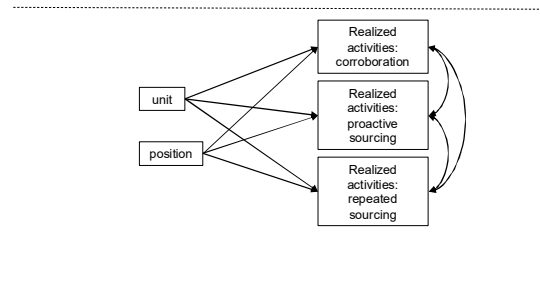 Realized
activities:
corroboration
unit
Realized
activities:
proactive
sourcing
position
Realized
activities:
repeated
sourcing